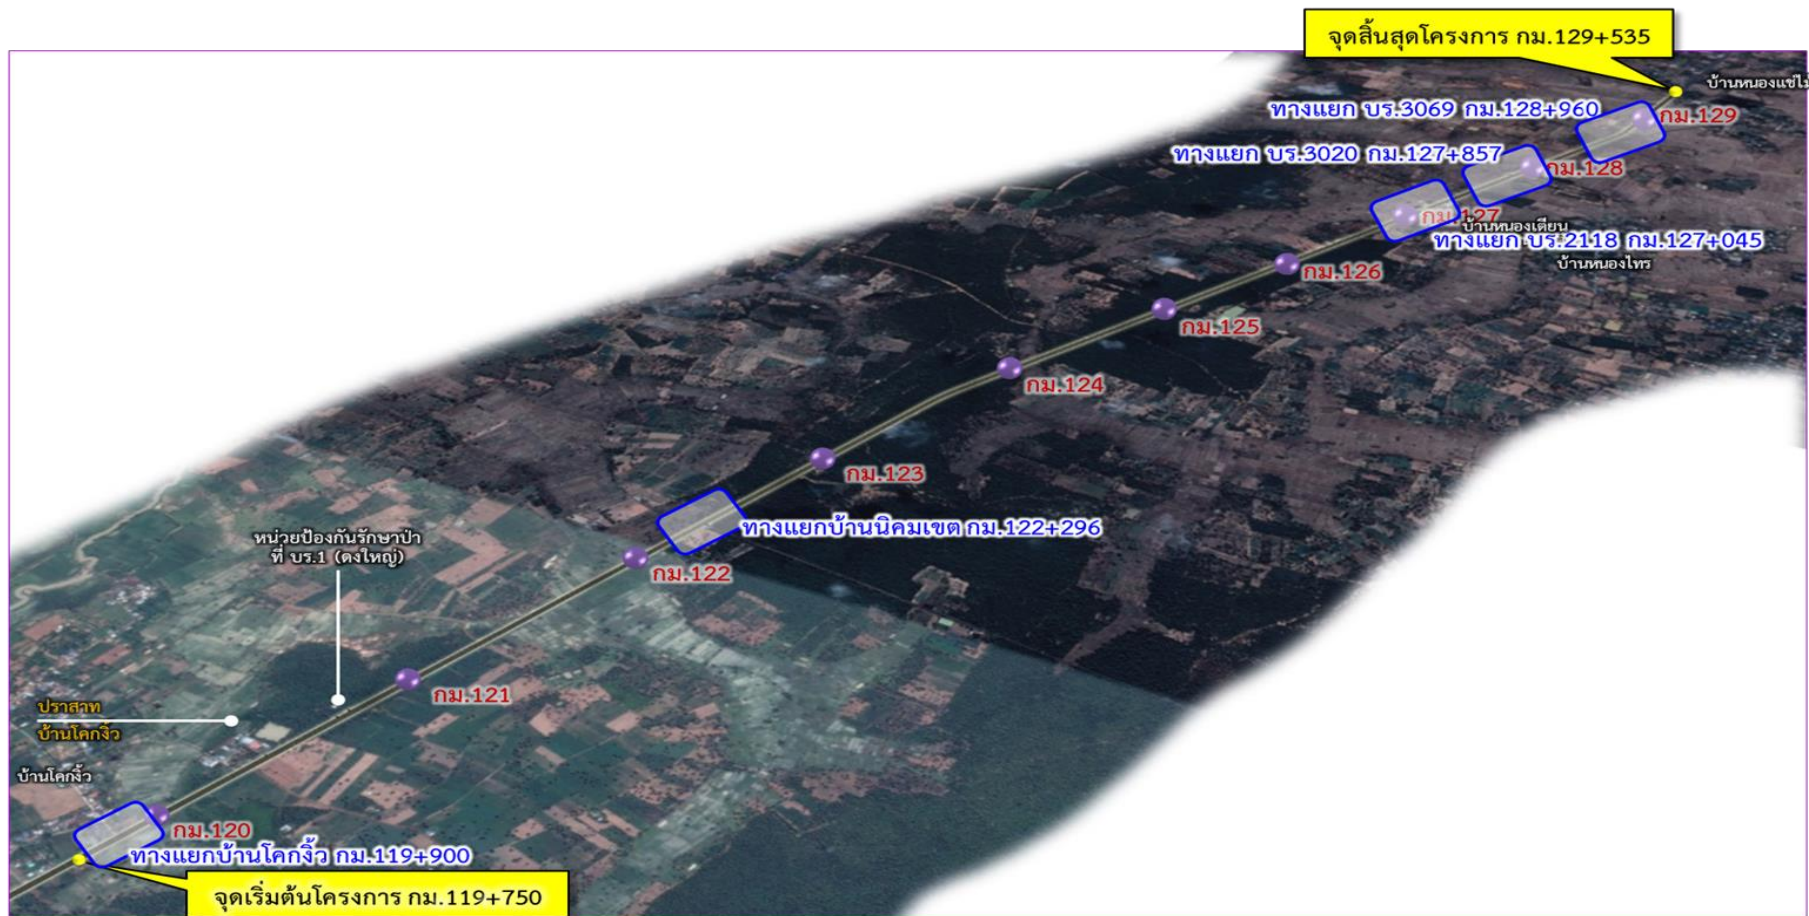 จุดสิ้นสุดโครงการ กม.129+535
บ้านหนองแซ่ไม้
ทางแยก บร.3069 กม.128+960
กม.129
ทางแยก บร.3020 กม.127+857
กม.128
กม.127
บ้านหนองเตียน
ทางแยก บร.2118 กม.127+045
บ้านหนองไทร
กม.126
กม.125
กม.124
กม.123
ทางแยกบ้านนิคมเขต กม.122+296
กม.122
หน่วยป้องกันรักษาป่า
ที่ บร.1 (ดงใหญ่)
กม.121
ปราสาท
บ้านโคกงิ้ว
บ้านโคกงิ้ว
กม.120
ทางแยกบ้านโคกงิ้ว กม.119+900
จุดเริ่มต้นโครงการ กม.119+750